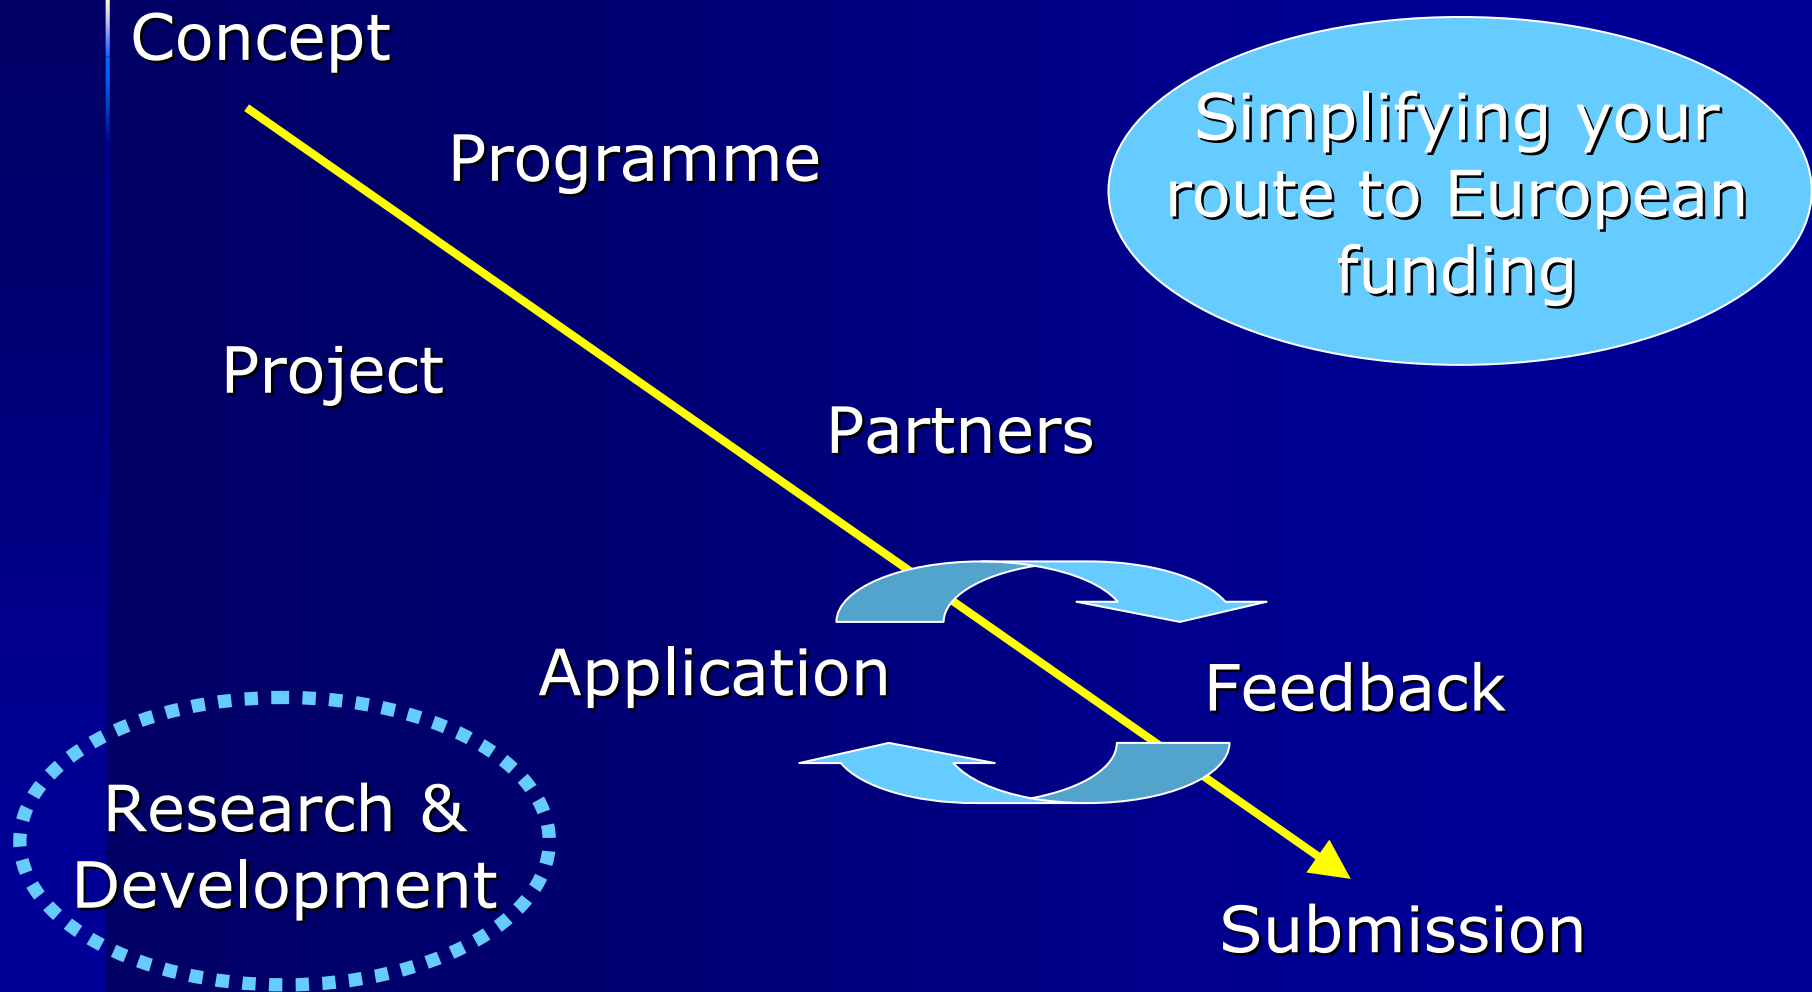 Concept
Simplifying your
route to European
funding
Programme
Project
Partners
Application
Feedback
Research &
Development
Submission